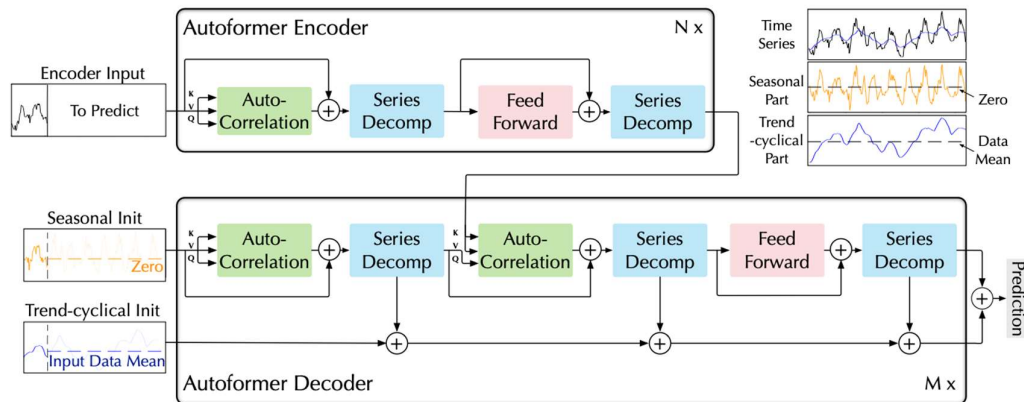 Autoformer Encoder
N x
Encoder Input
To Predict
K
V
Q
Auto-
Correlation
Series
Decomp
Feed
Forward
Series
Decomp
Time
Series
Seasonal
Part
Zero
Trend
-cyclical
Part
Data
Mean
Seasonal Init
Zero
K
V
Q
Auto-
Correlation
Series
Decomp
K
V
Q
Auto-
Correlation
Series
Decomp
Feed
Forward
Series
Decomp
Prediction
Trend-cyclical Init
Input Data Mean
Autoformer Decoder
M x